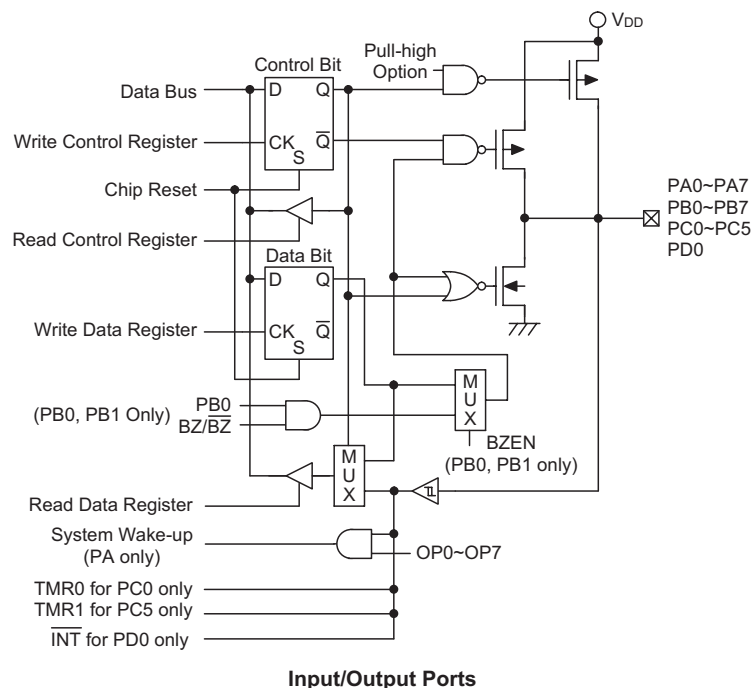 V<sub>DD</sub>
Pull-high
Option
Control Bit
Data Bus
D Q
Write Control Register
CK Q̅
S
Chip Reset
Read Control Register
PA0~PA7
PB0~PB7
PC0~PC5
PD0
Data Bit
D Q
Write Data Register
CK Q̅
S
M
U
X
(PB0, PB1 Only)
PB0
BZ/B̅Z̅
BZEN
(PB0, PB1 only)
M
U
X
Read Data Register
System Wake-up
(PA only)
OP0~OP7
TMR0 for PC0 only
TMR1 for PC5 only
I̅N̅T̅ for PD0 only
Input/Output Ports